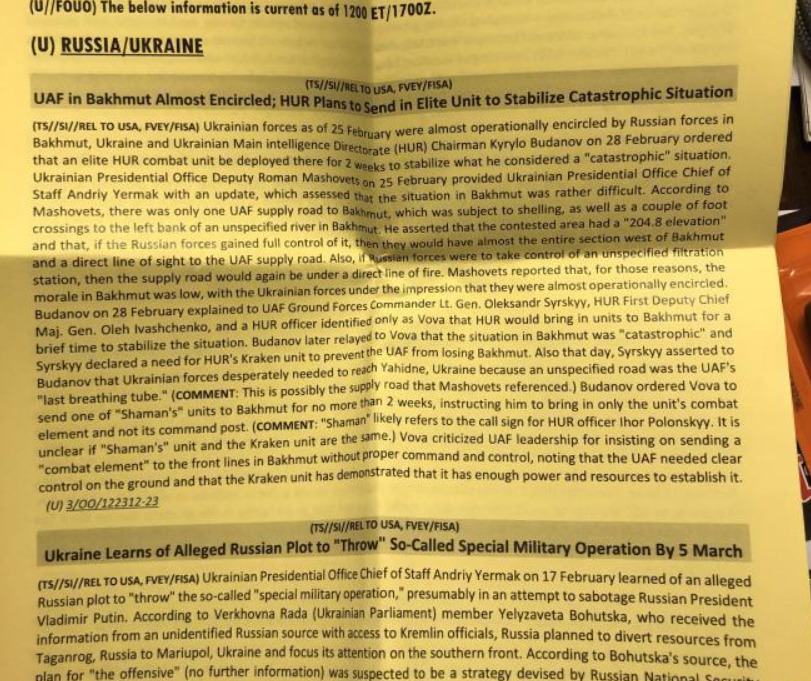 (U//FOUO) The below information is current as of 1200 ET/1700Z.
(U) RUSSIA/UKRAINE
(TS//SI//REL TO USA, FVEY/FISA)
UAF in Bakhmut Almost Encircled; HUR Plans to Send in Elite Unit to Stabilize Catastrophic Situation
(TS//SI//REL TO USA, FVEY/FISA) Ukrainian forces as of 25 February were almost operationally encircled by Russian forces in
Bakhmut, Ukraine and Ukrainian Main intelligence Directorate (HUR) Chairman Kyrylo Budanov on 28 February ordered
that an elite HUR combat unit be deployed there for 2 weeks to stabilize what he considered a "catastrophic" situation.
Ukrainian Presidential Office Deputy Roman Mashovets on 25 February provided Ukrainian Presidential Office Chief of
Staff Andriy Yermak with an update, which assessed that the situation in Bakhmut was rather difficult. According to
Mashovets, there was only one UAF supply road to Bakhmut, which was subject to shelling, as well as a couple of foot
crossings to the left bank of an unspecified river in Bakhmut. He asserted that the contested area had a "204.8 elevation"
and that, if the Russian forces gained full control of it, then they would have almost the entire section west of Bakhmut
and a direct line of sight to the UAF supply road. Also, if Russian forces were to take control of an unspecified filtration
station, then the supply road would again be under a direct line of fire. Mashovets reported that, for those reasons, the
morale in Bakhmut was low, with the Ukrainian forces under the impression that they were almost operationally encircled.
Budanov on 28 February explained to UAF Ground Forces Commander Lt. Gen. Oleksandr Syrskyy, HUR First Deputy Chief
Maj. Gen. Oleh Ivashchenko, and a HUR officer identified only as Vova that HUR would bring in units to Bakhmut for a
brief time to stabilize the situation. Budanov later relayed to Vova that the situation in Bakhmut was "catastrophic" and
Syrskyy declared a need for HUR's Kraken unit to prevent the UAF from losing Bakhmut. Also that day, Syrskyy asserted to
Budanov that Ukrainian forces desperately needed to reach Yahidne, Ukraine because an unspecified road was the UAF's
"last breathing tube." (COMMENT: This is possibly the supply road that Mashovets referenced.) Budanov ordered Vova to
send one of "Shaman's" units to Bakhmut for no more than 2 weeks, instructing him to bring in only the unit's combat
element and not its command post. (COMMENT: "Shaman" likely refers to the call sign for HUR officer Ihor Polonskyy. It is
unclear if "Shaman's" unit and the Kraken unit are the same.) Vova criticized UAF leadership for insisting on sending a
"combat element" to the front lines in Bakhmut without proper command and control, noting that the UAF needed clear
control on the ground and that the Kraken unit has demonstrated that it has enough power and resources to establish it.
(U) 3/OO/122312-23
(TS//SI//REL TO USA, FVEY/FISA)
Ukraine Learns of Alleged Russian Plot to "Throw" So-Called Special Military Operation By 5 March
(TS//SI//REL TO USA, FVEY/FISA) Ukrainian Presidential Office Chief of Staff Andriy Yermak on 17 February learned of an alleged
Russian plot to "throw" the so-called "special military operation," presumably in an attempt to sabotage Russian President
Vladimir Putin. According to Verkhovna Rada (Ukrainian Parliament) member Yelyzaveta Bohutska, who received the
information from an unidentified Russian source with access to Kremlin officials, Russia planned to divert resources from
Taganrog, Russia to Mariupol, Ukraine and focus its attention on the southern front. According to Bohutska's source, the
plan for "the offensive" (no further information) was suspected to be a strategy devised by Russian National Security